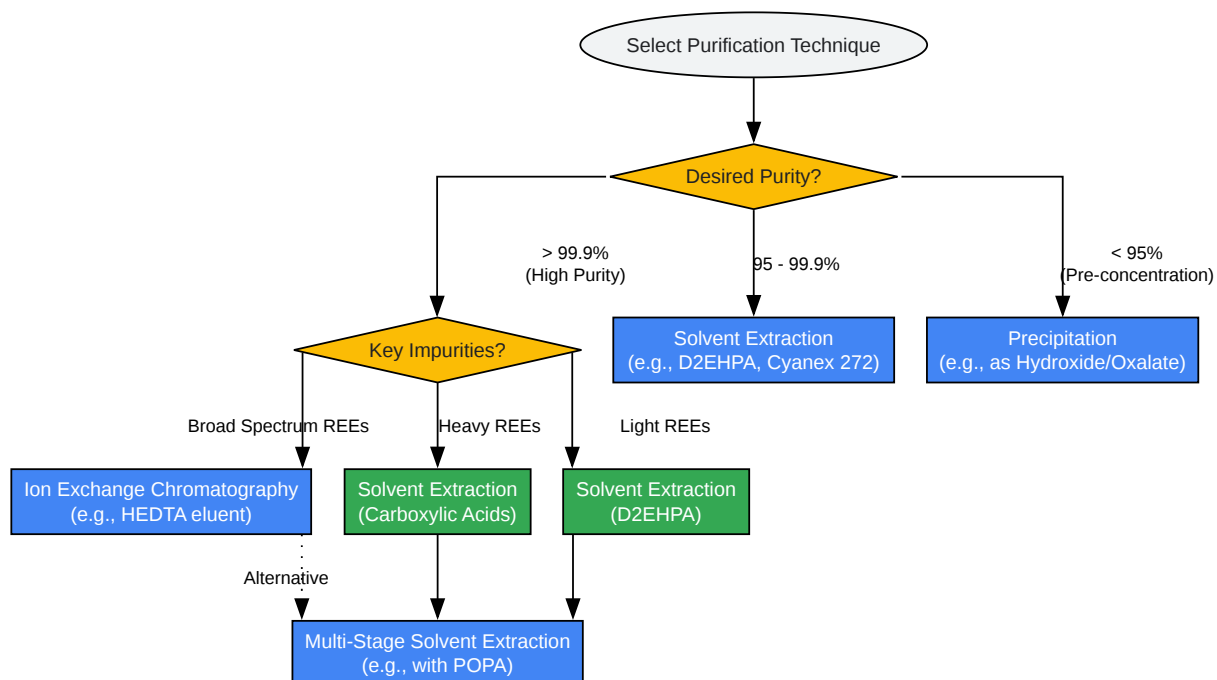 Select Purification Technique
Desired Purity?
> 99.9%
(High Purity)
95 - 99.9%
< 95%
(Pre-concentration)
Key Impurities?
Solvent Extraction
(e.g., D2EHPA, Cyanex 272)
Precipitation
(e.g., as Hydroxide/Oxalate)
Broad Spectrum REEs
Heavy REEs
Light REEs
Ion Exchange Chromatography
(e.g., HEDTA eluent)
Solvent Extraction
(Carboxylic Acids)
Solvent Extraction
(D2EHPA)
Alternative
Multi-Stage Solvent Extraction
(e.g., with POPA)